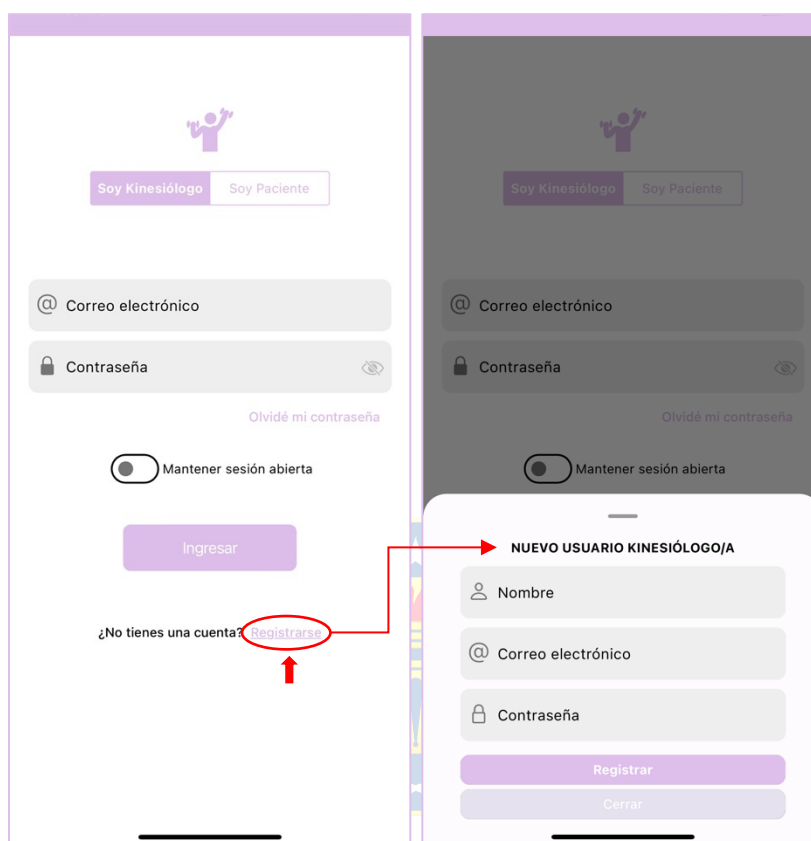 Soy Kinesiólogo
Soy Paciente
@ Correo electrónico
Contraseña
Olvidé mi contraseña
Mantener sesión abierta
Ingresar
¿No tienes una cuenta? Registrarse
Soy Kinesiólogo
Soy Paciente
@ Correo electrónico
Contraseña
Olvidé mi contraseña
Mantener sesión abierta
NUEVO USUARIO KINESIÓLOGO/A
Nombre
@ Correo electrónico
Contraseña
Registrar
Cerrar